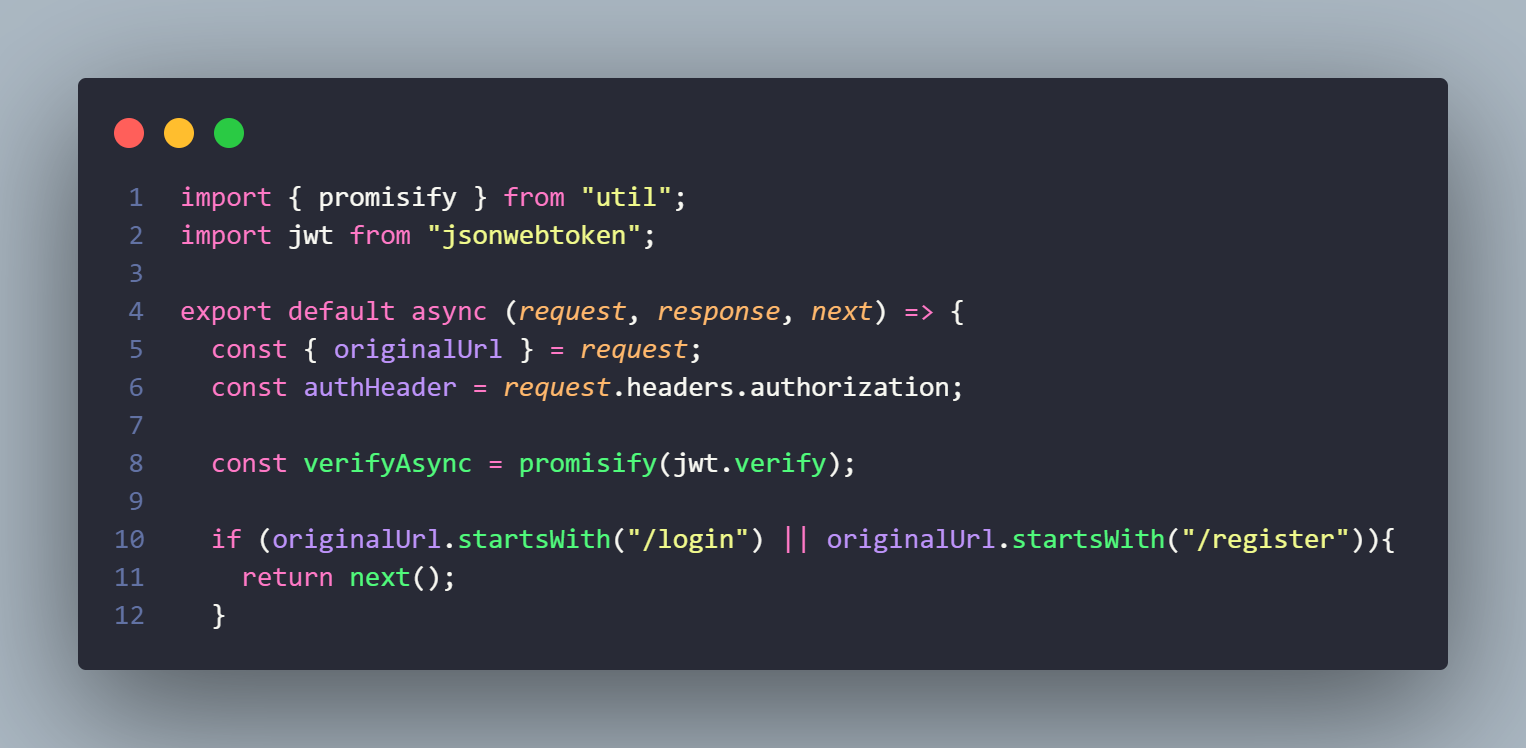 1 import { promisify } from "util";
2 import jwt from "jsonwebtoken";
3
4 export default async (request, response, next) => {
5   const { originalUrl } = request;
6   const authHeader = request.headers.authorization;
7
8   const verifyAsync = promisify(jwt.verify);
9
10   if (originalUrl.startsWith("/login") || originalUrl.startsWith("/register")){
11     return next();
12   }